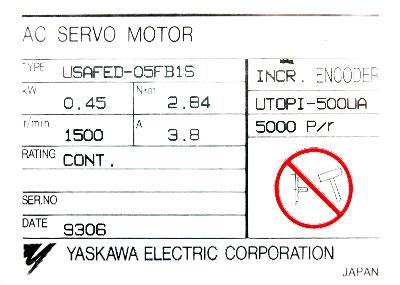 AC SERVO MOTOR
TYPE USAFED-05FB1S
kW 0.45 N·m 2.84
r/min 1500 A 3.8
RATING CONT.
SER.NO
DATE 9306
INCR. ENCODER
UTOPI-500UA
5000 P/r
YASKAWA ELECTRIC CORPORATION
JAPAN